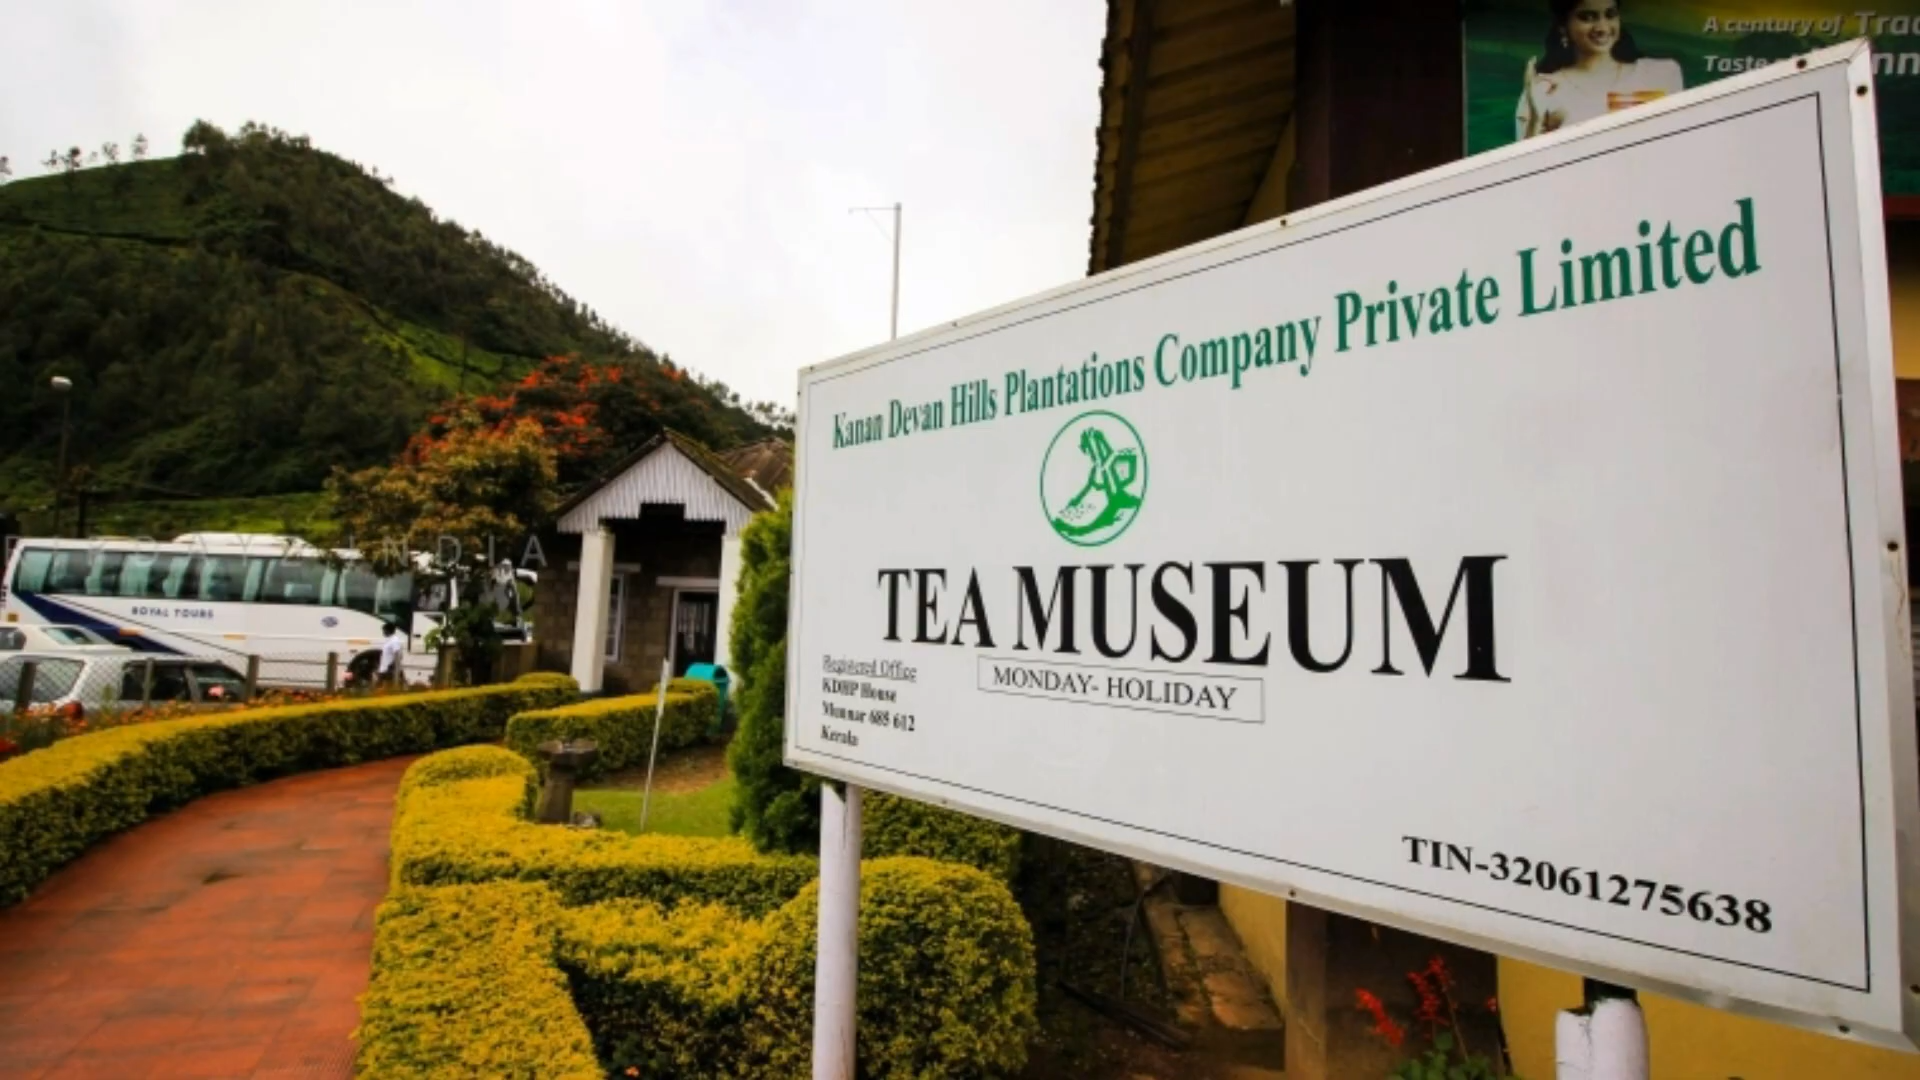 A century of
Taste
Kanan Devan Hills Plantations Company Private Limited
TEA MUSEUM
MONDAY- HOLIDAY
Registered Office
KDHP House
Munnar 685 612
Kerala
TIN-32061275638
ROYAL TOURS
INDIA